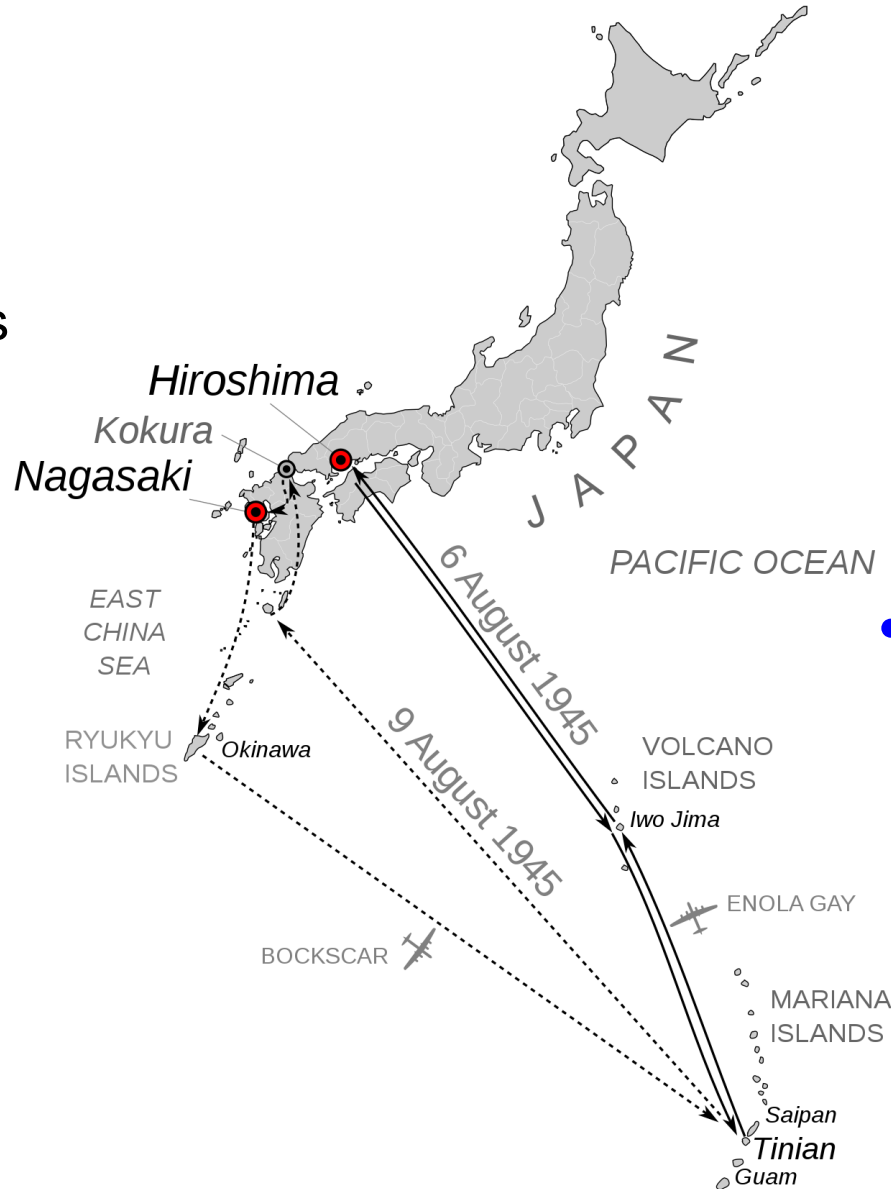 s
Hiroshima
Kokura
Nagasaki
JAPAN
PACIFIC OCEAN
6 August 1945
EAST
CHINA
SEA
9 August 1945
RYUKYU
ISLANDS
Okinawa
VOLCANO
ISLANDS
Iwo Jima
ENOLA GAY
BOCKSCAR
MARIANA
ISLANDS
Saipan
Tinian
Guam